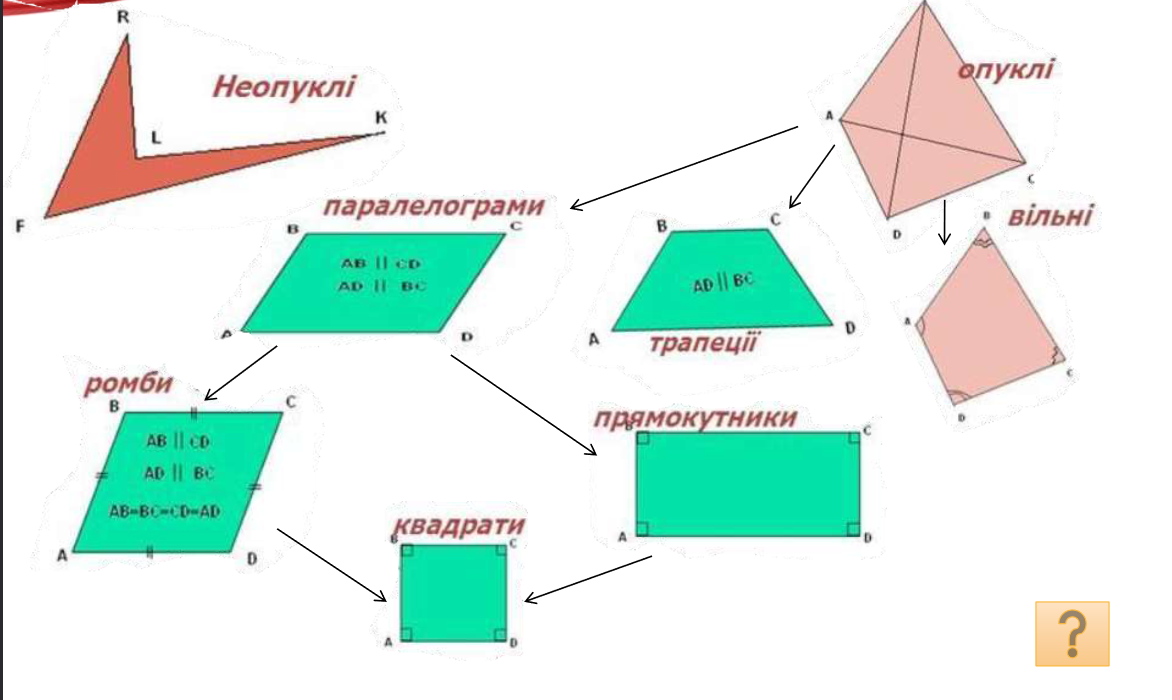 R
Неопуклі
опуклі
K
L
A
F
C
D
паралелограми
B
C
AB || CD
AD || BC
A
D
B
C
AD || BC
A
D
трапеції
B
вільні
A
C
D
ромби
B
C
AB || CD
AD || BC
AB=BC=CD=AD
A
D
прямокутники
B
C
A
D
квадрати
B
C
A
D
?